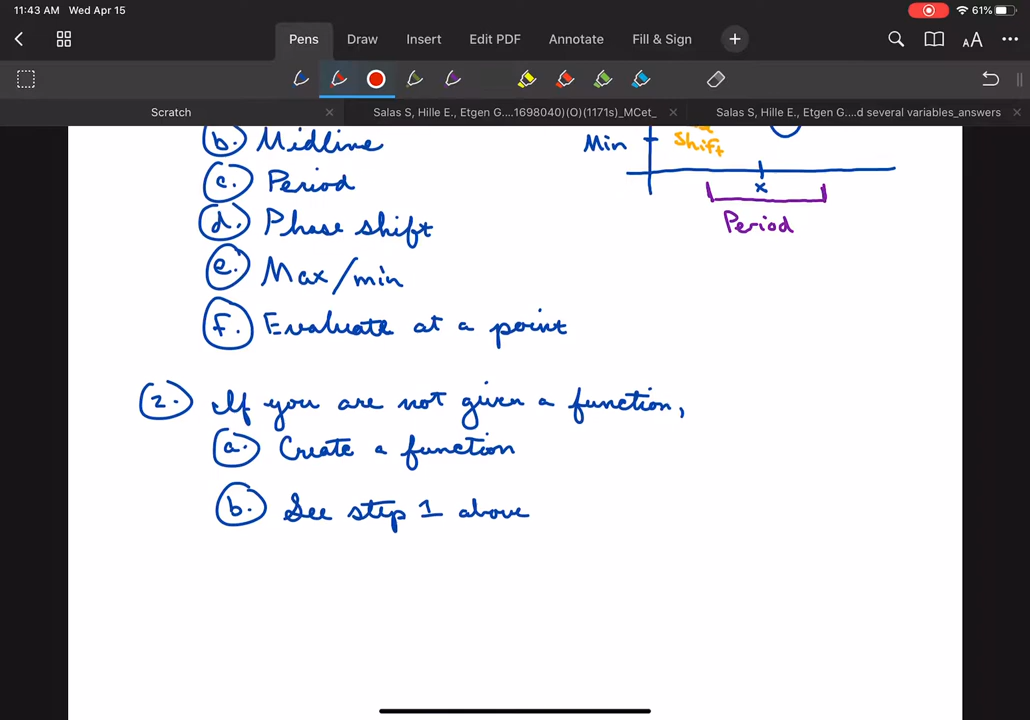 11:43 AM Wed Apr 15
61%
Pens Draw Insert Edit PDF Annotate Fill & Sign
AA
Scratch
Salas S, Hille E., Etgen G....1698040)(O)(1171s)_MCet_
Salas S., Hille E., Etgen G....d several variables_answers
b. Midline
c. Period
d. Phase shift
e. Max/min
f. Evaluate at a point
Min
shift
x
Period
2. If you are not given a function,
a. Create a function
b. See step 1 above